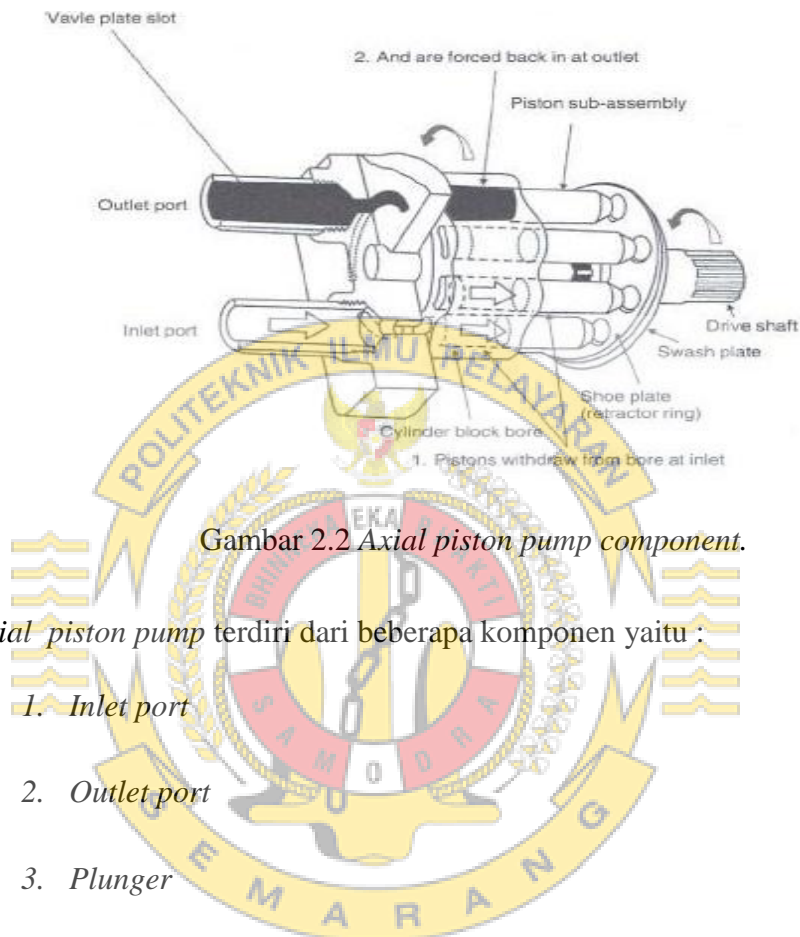 Vavle plate slot
2. And are forced back in at outlet
Piston sub-assembly
Outlet port
Inlet port
Drive shaft
Swash plate
Shoe plate
(retractor ring)
Cylinder block bore
1. Pistons withdraw from bore at inlet
POLITEKNIK ILMU PELAYARAN
BHINNEKA EKA BHAKTI
Gambar 2.2 Axial piston pump component.
ial piston pump terdiri dari beberapa komponen yaitu :
1. Inlet port
SAMODRA
2. Outlet port
3. Plunger
SEMARANG